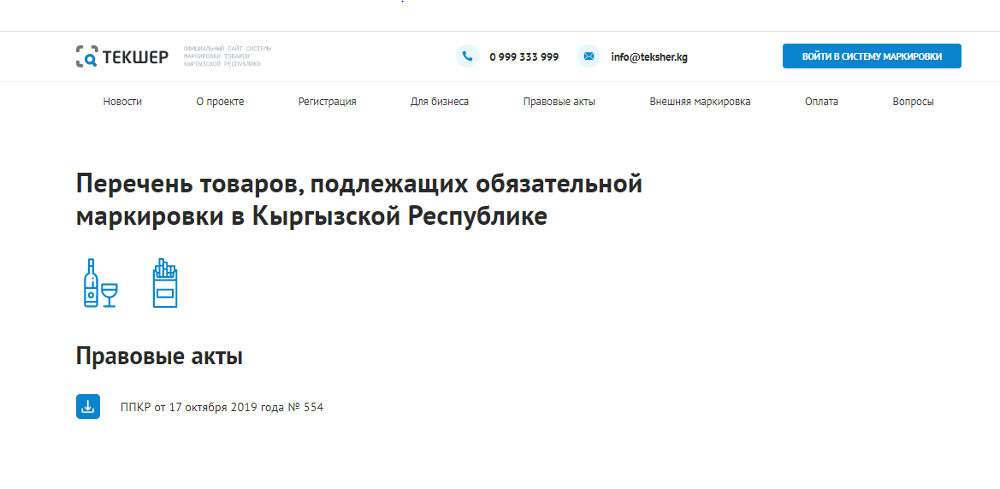 ТЕКШЕР
ОФИЦИАЛЬНЫЙ САЙТ СИСТЕМЫ
МАРКИРОВКИ ТОВАРОВ
КЫРГЫЗСКОЙ РЕСПУБЛИКИ
0 999 333 999
info@teksher.kg
ВОЙТИ В СИСТЕМУ МАРКИРОВКИ
Новости
О проекте
Регистрация
Для бизнеса
Правовые акты
Внешняя маркировка
Оплата
Вопросы
Перечень товаров, подлежащих обязательной
маркировки в Кыргызской Республике
Правовые акты
ППКР от 17 октября 2019 года № 554